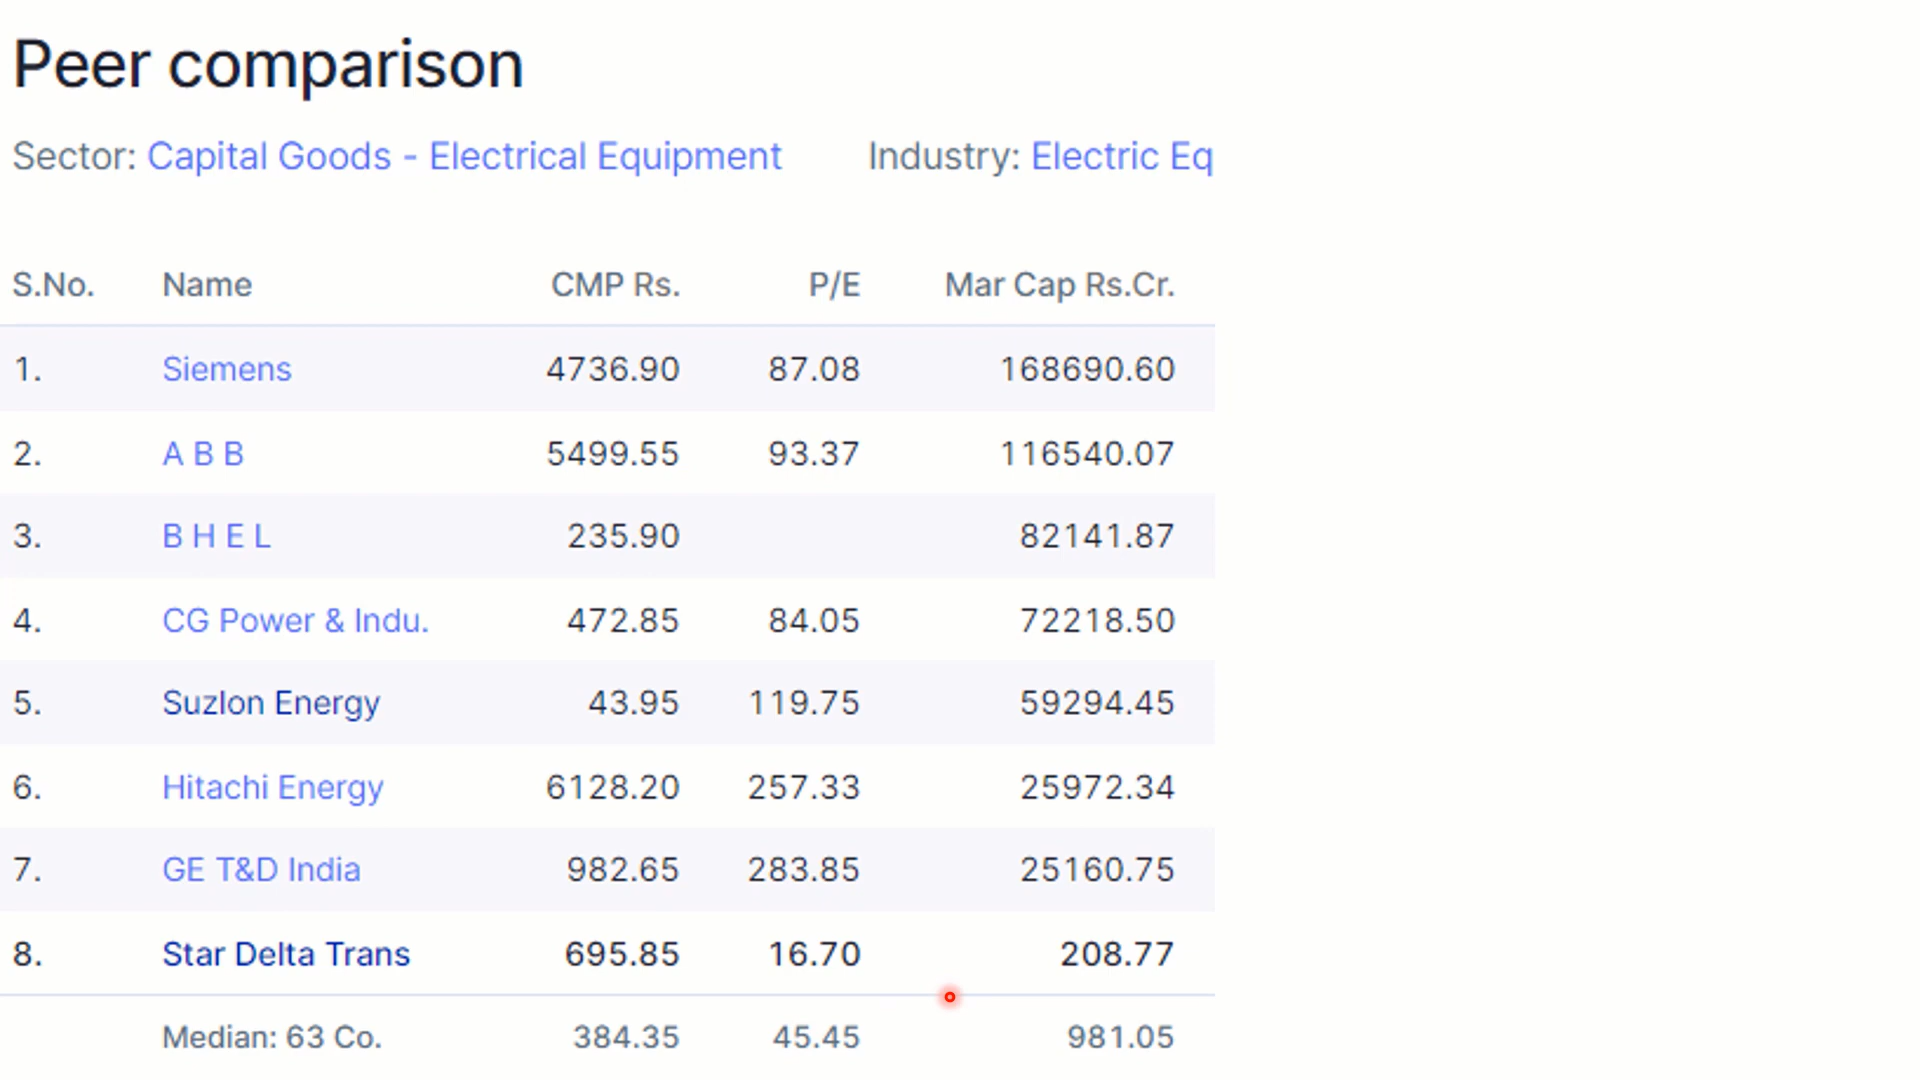 Peer comparison
Sector: Capital Goods - Electrical Equipment Industry: Electric Eq
S.No. Name CMP Rs. P/E Mar Cap Rs.Cr.
1. Siemens 4736.90 87.08 168690.60
2. A B B 5499.55 93.37 116540.07
3. B H E L 235.90 82141.87
4. CG Power & Indu. 472.85 84.05 72218.50
5. Suzlon Energy 43.95 119.75 59294.45
6. Hitachi Energy 6128.20 257.33 25972.34
7. GE T&D India 982.65 283.85 25160.75
8. Star Delta Trans 695.85 16.70 208.77
Median: 63 Co. 384.35 45.45 981.05